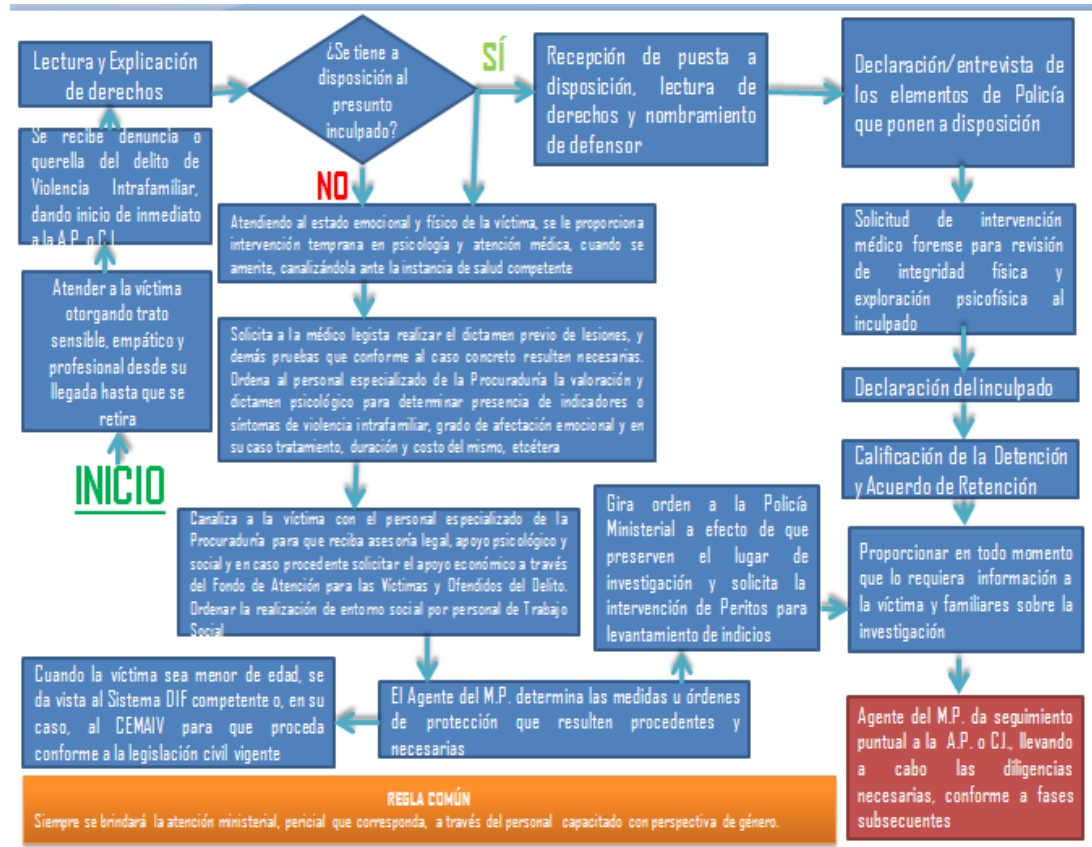 INICIO
Atender a la víctima
otorgando trato
sensible, empático y
profesional desde su
llegada hasta que se
retira
Se recibe denuncia o
querella del delito de
Violencia Intrafamiliar,
dando inicio de inmediato
a la A.P. o C.I.
Lectura y Explicación
de derechos
¿Se tiene a
disposición al
presunto
inculpado?
SÍ
NO
Recepción de puesta a
disposición, lectura de
derechos y nombramiento
de defensor
Declaración/entrevista de
los elementos de Policía
que ponen a disposición
Solicitud de intervención
médico forense para revisión
de integridad física y
exploración psicofísica al
inculpado
Declaración del inculpado
Calificación de la Detención
y Acuerdo de Retención
Atendiendo al estado emocional y físico de la víctima, se le proporciona
intervención temprana en psicología y atención médica, cuando se
amerite, canalizándola ante la instancia de salud competente
Solicita a la médico legista realizar el dictamen previo de lesiones, y
demás pruebas que conforme al caso concreto resulten necesarias.
Ordena al personal especializado de la Procuraduría la valoración y
dictamen psicológico para determinar presencia de indicadores o
síntomas de violencia intrafamiliar, grado de afectación emocional y en
su caso tratamiento, duración y costo del mismo, etcétera
Canaliza a la víctima con el personal especializado de la
Procuraduría para que reciba asesoría legal, apoyo psicológico y
social y en caso procedente solicitar el apoyo económico a través
del Fondo de Atención para las Víctimas y Ofendidos del Delito.
Ordenar la realización de entorno social por personal de Trabajo
Social
El Agente del M.P. determina las medidas u órdenes
de protección que resulten procedentes y
necesarias
Cuando la víctima sea menor de edad, se
da vista al Sistema DIF competente o, en su
caso, al CEMAIV para que proceda
conforme a la legislación civil vigente
Gira orden a la Policía
Ministerial a efecto de que
preserven el lugar de
investigación y solicita la
intervención de Peritos para
levantamiento de indicios
Proporcionar en todo momento
que lo requiera información a
la víctima y familiares sobre la
investigación
Agente del M.P. da seguimiento
puntual a la A.P. o C.I., llevando
a cabo las diligencias
necesarias, conforme a fases
subsecuentes
REGLA COMÚN
Siempre se brindará la atención ministerial, pericial que corresponda, a través del personal capacitado con perspectiva de género.